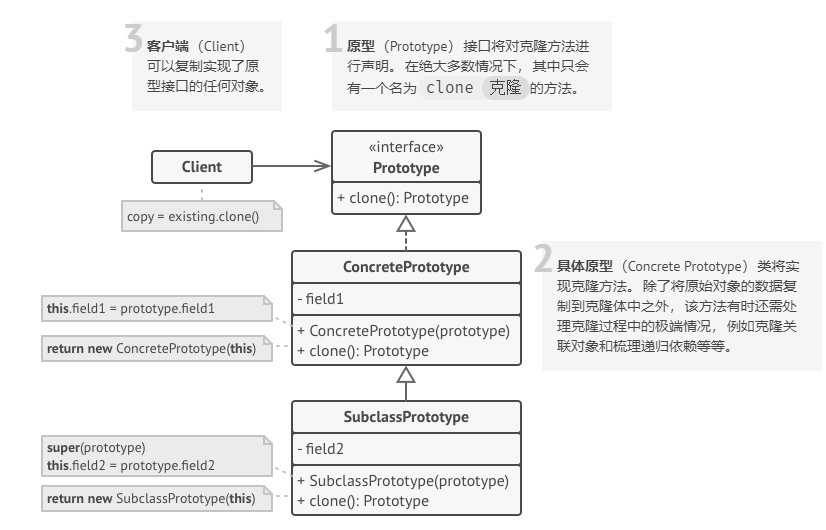 3
客户端 (Client)
可以复制实现了原
型接口的任何对象。
1
原型 (Prototype) 接口将对克隆方法进
行声明。在绝大多数情况下，其中只会
有一个名为 clone 克隆 的方法。
Client
copy = existing.clone()
«interface»
Prototype
+ clone(): Prototype
2
具体原型 (Concrete Prototype) 类将实
现克隆方法。除了将原始对象的数据复
制到克隆体中之外，该方法有时还需处
理克隆过程中的极端情况，例如克隆关
联对象和梳理递归依赖等等。
ConcretePrototype
- field1
+ ConcretePrototype(prototype)
+ clone(): Prototype
this.field1 = prototype.field1
return new ConcretePrototype(this)
SubclassPrototype
- field2
+ SubclassPrototype(prototype)
+ clone(): Prototype
super(prototype)
this.field2 = prototype.field2
return new SubclassPrototype(this)